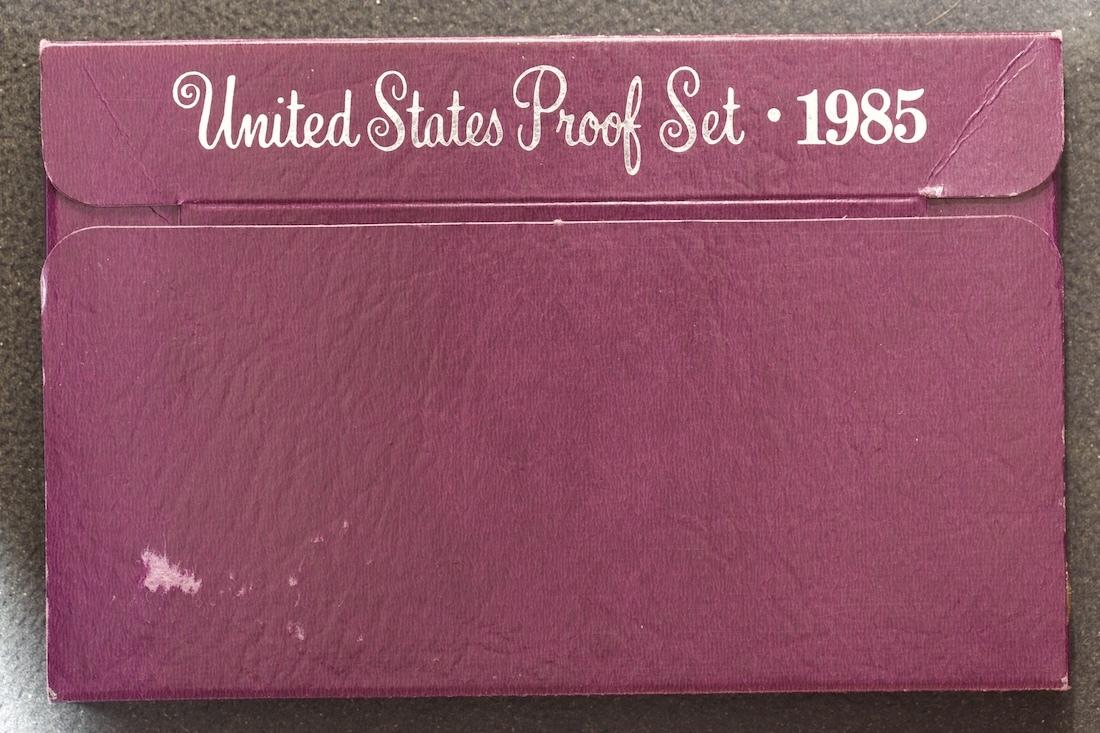 United States Proof Set • 1985